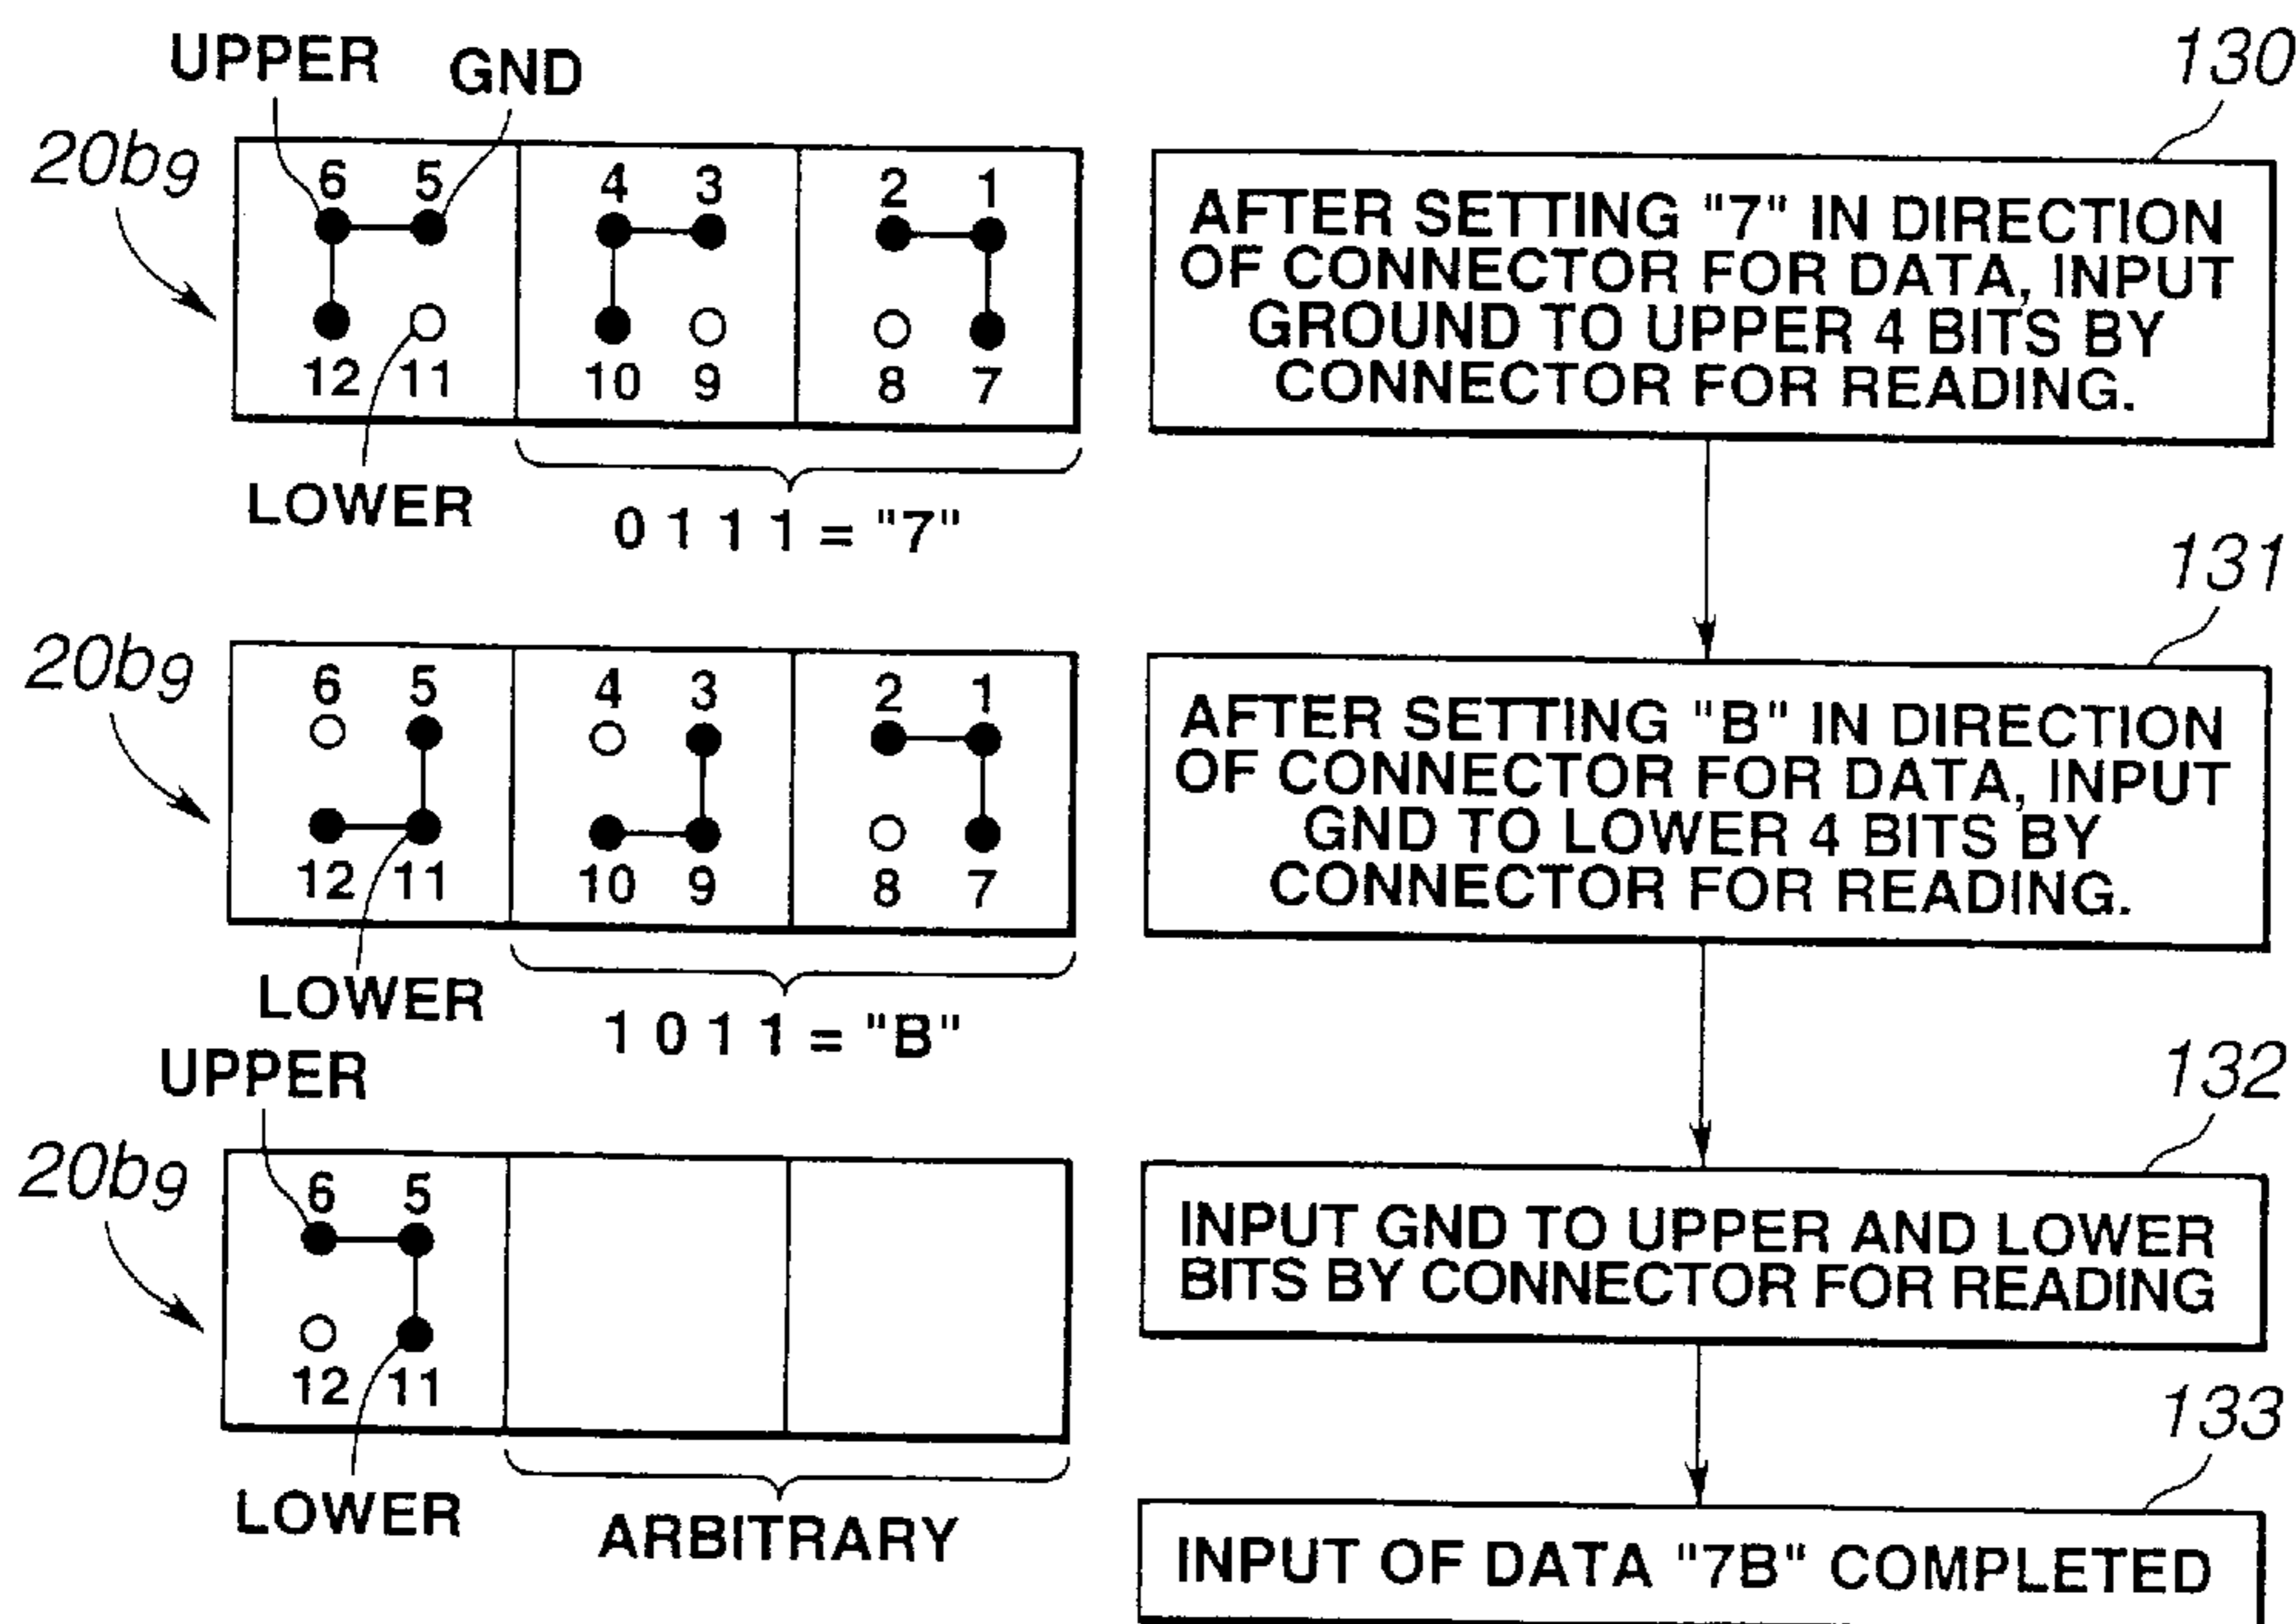 UPPER GND
20b9
6 5 4 3 2 1
12 11 10 9 8 7
LOWER
0 1 1 1 = "7"
130
AFTER SETTING "7" IN DIRECTION
OF CONNECTOR FOR DATA, INPUT
GROUND TO UPPER 4 BITS BY
CONNECTOR FOR READING.
20b9
6 5 4 3 2 1
12 11 10 9 8 7
LOWER
1 0 1 1 = "B"
131
AFTER SETTING "B" IN DIRECTION
OF CONNECTOR FOR DATA, INPUT
GND TO LOWER 4 BITS BY
CONNECTOR FOR READING.
UPPER
20b9
6 5
12 11
LOWER
ARBITRARY
132
INPUT GND TO UPPER AND LOWER
BITS BY CONNECTOR FOR READING
133
INPUT OF DATA "7B" COMPLETED